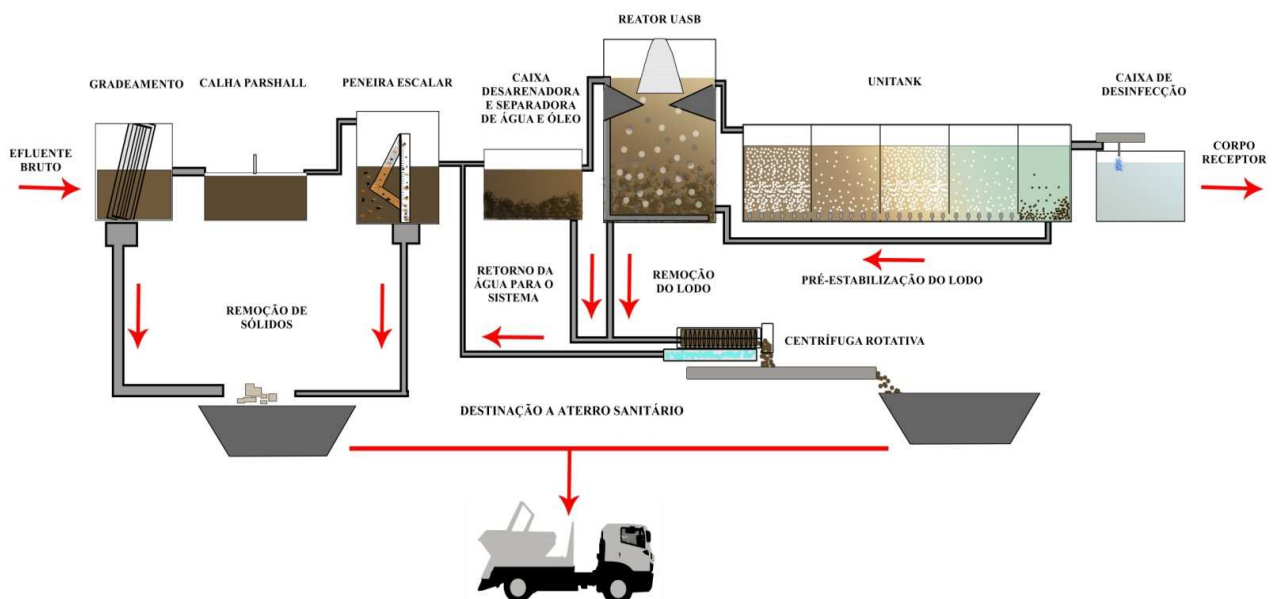 REATOR UASB
GRADEAMENTO
CALHA PARSHALL
PENEIRA ESCALAR
CAIXA
DESARENADORA
E SEPARADORA
DE ÁGUA E ÓLEO
UNITANK
CAIXA DE
DESINFECÇÃO
EFLUENTE
BRUTO
CORPO
RECEPTOR
RETORNO DA
ÁGUA PARA O
SISTEMA
REMOÇÃO
DO LODO
PRÉ-ESTABILIZAÇÃO DO LODO
REMOÇÃO DE
SÓLIDOS
CENTRÍFUGA ROTATIVA
DESTINAÇÃO A ATERRO SANITÁRIO